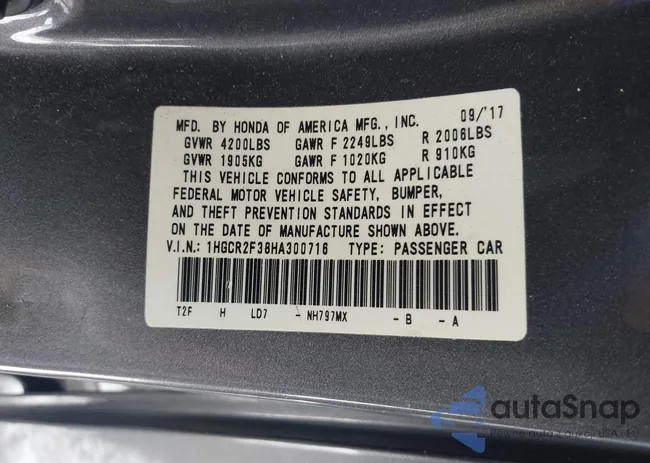 MFD. BY HONDA OF AMERICA MFG., INC. 09/'17
GVWR 4200LBS GAWR F 2249LBS R 2006LBS
GVWR 1905KG GAWR F 1020KG R 910KG
THIS VEHICLE CONFORMS TO ALL APPLICABLE
FEDERAL MOTOR VEHICLE SAFETY, BUMPER,
AND THEFT PREVENTION STANDARDS IN EFFECT
ON THE DATE OF MANUFACTURE SHOWN ABOVE.
V.I.N.: 1HGCR2F36HA300716 TYPE: PASSENGER CAR
T2F H LD7 - NH797MX - B - A
autaSnap